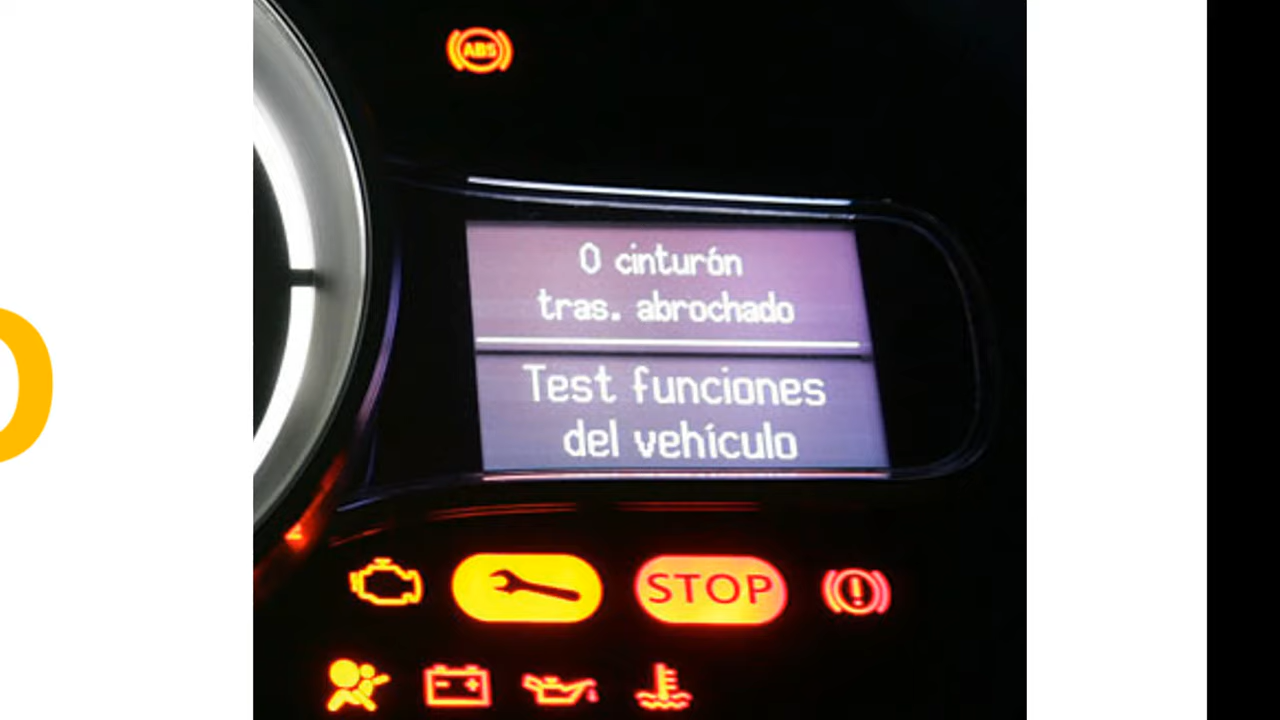 ABS
0 cinturón
tras. abrochado
Test funciones
del vehículo
STOP